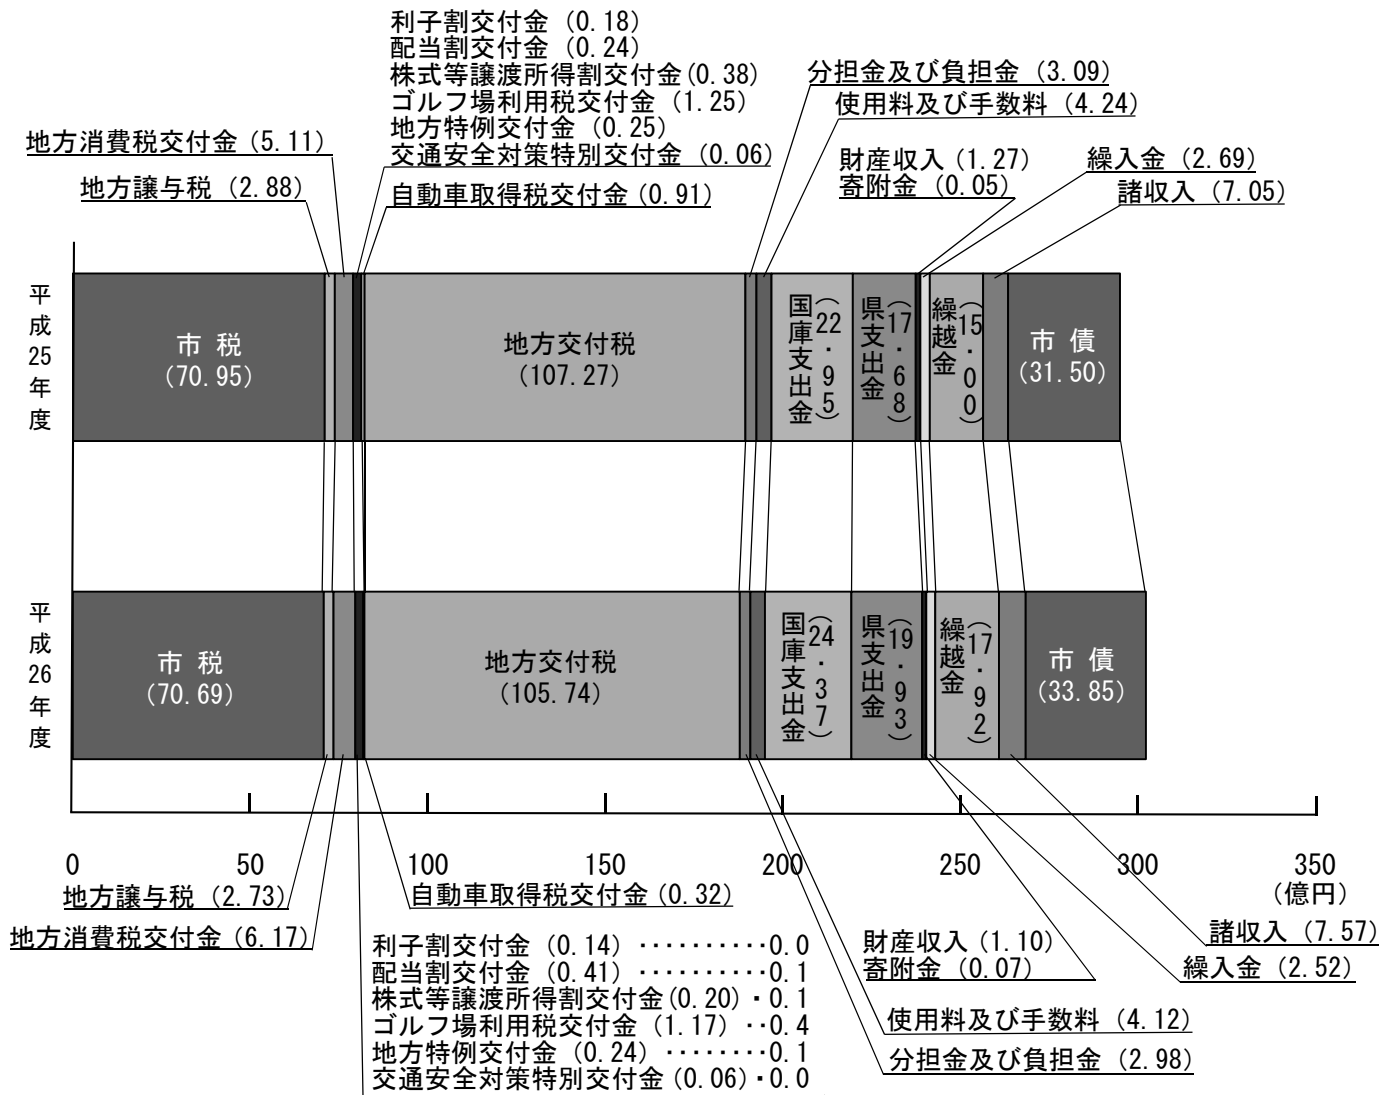 利子割交付金 (0.18)
配当割交付金 (0.24)
株式等譲渡所得割交付金(0.38)
ゴルフ場利用税交付金 (1.25)
地方特例交付金 (0.25)
交通安全対策特別交付金 (0.06)
自動車取得税交付金(0.91)
地方消費税交付金(5.11)
地方譲与税 (2.88)
分担金及び負担金 (3.09)
使用料及び手数料 (4.24)
財産収入(1.27)
寄附金 (0.05)
繰入金 (2.69)
諸収入 (7.05)
平成25年度
市 税
(70.95)
地方交付税
(107.27)
国庫支出金
(22.95)
県支出金
(17.68)
繰越金
(15.00)
市 債
(31.50)
平成26年度
市 税
(70.69)
地方交付税
(105.74)
国庫支出金
(24.37)
県支出金
(19.93)
繰越金
(17.92)
市 債
(33.85)
0 50 100 150 200 250 300 350
(億円)
地方譲与税 (2.73)
地方消費税交付金(6.17)
自動車取得税交付金(0.32)
利子割交付金 (0.14) ··········0.0
配当割交付金 (0.41) ·········0.1
株式等譲渡所得割交付金(0.20)·0.1
ゴルフ場利用税交付金(1.17)··0.4
地方特例交付金 (0.24) ········0.1
交通安全対策特別交付金(0.06)·0.0
財産収入(1.10)
寄附金 (0.07)
諸収入 (7.57)
繰入金 (2.52)
使用料及び手数料 (4.12)
分担金及び負担金 (2.98)